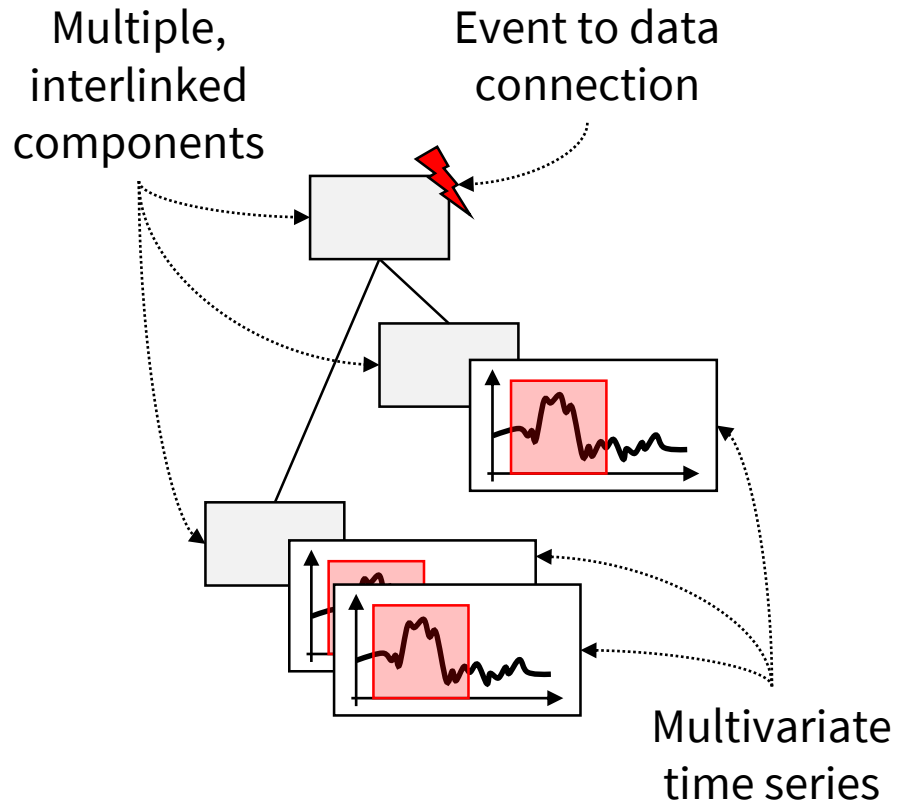 Multiple,
interlinked
components
Event to data
connection
Multivariate
time series